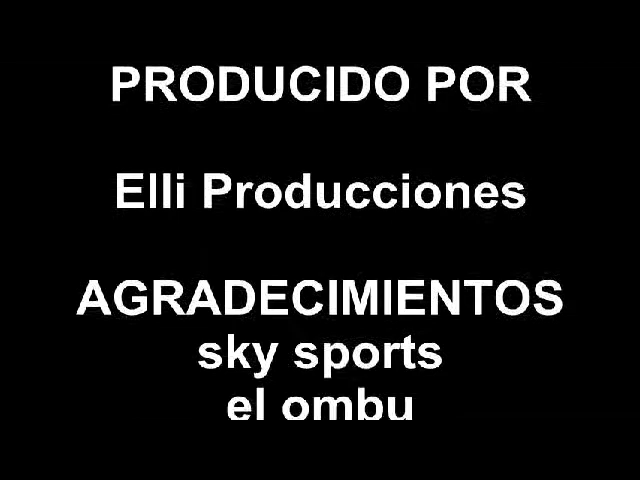 PRODUCIDO POR
Elli Producciones
AGRADECIMIENTOS
sky sports
el ombu